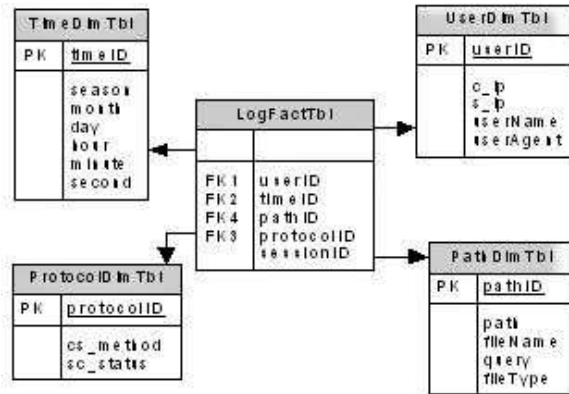 TimeDimTbl
PK timeID
season
month
day
hour
minute
second
UserDimTbl
PK userID
c_ip
s_ip
userName
userAgent
LogFactTbl
FK1 userID
FK2 timeID
FK4 pathID
FK3 protocolID
sessionID
ProtocolDimTbl
PK protocolID
cs_method
sc_status
PathDimTbl
PK pathID
path
fileName
query
fileType